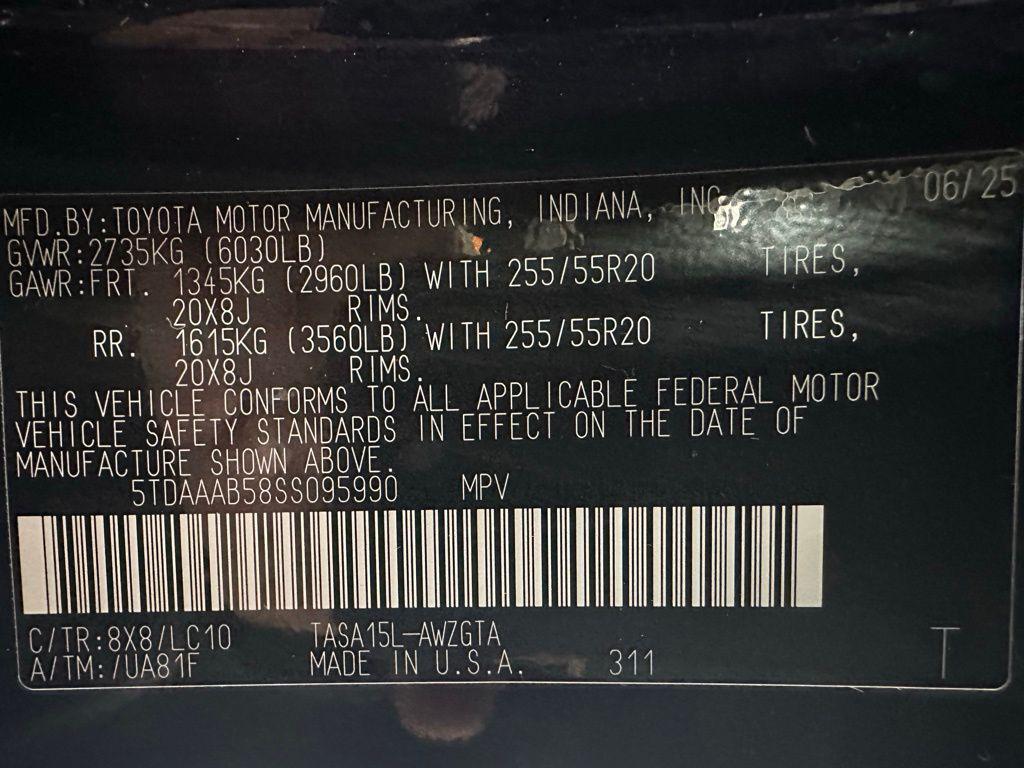 06/25
MFD.BY:TOYOTA MOTOR MANUFACTURING, INDIANA, INC.
GVWR:2735KG (6030LB)
GAWR:FRT. 1345KG (2960LB) WITH 255/55R20 TIRES,
20X8J RIMS.
RR. 1615KG (3560LB) WITH 255/55R20 TIRES,
20X8J RIMS.
THIS VEHICLE CONFORMS TO ALL APPLICABLE FEDERAL MOTOR
VEHICLE SAFETY STANDARDS IN EFFECT ON THE DATE OF
MANUFACTURE SHOWN ABOVE.
5TDAAAB58SS095990 MPV
C/TR:8X8/LC10 TASA15L-AWZGTA
A/TM:/UA81F MADE IN U.S.A. 311 T